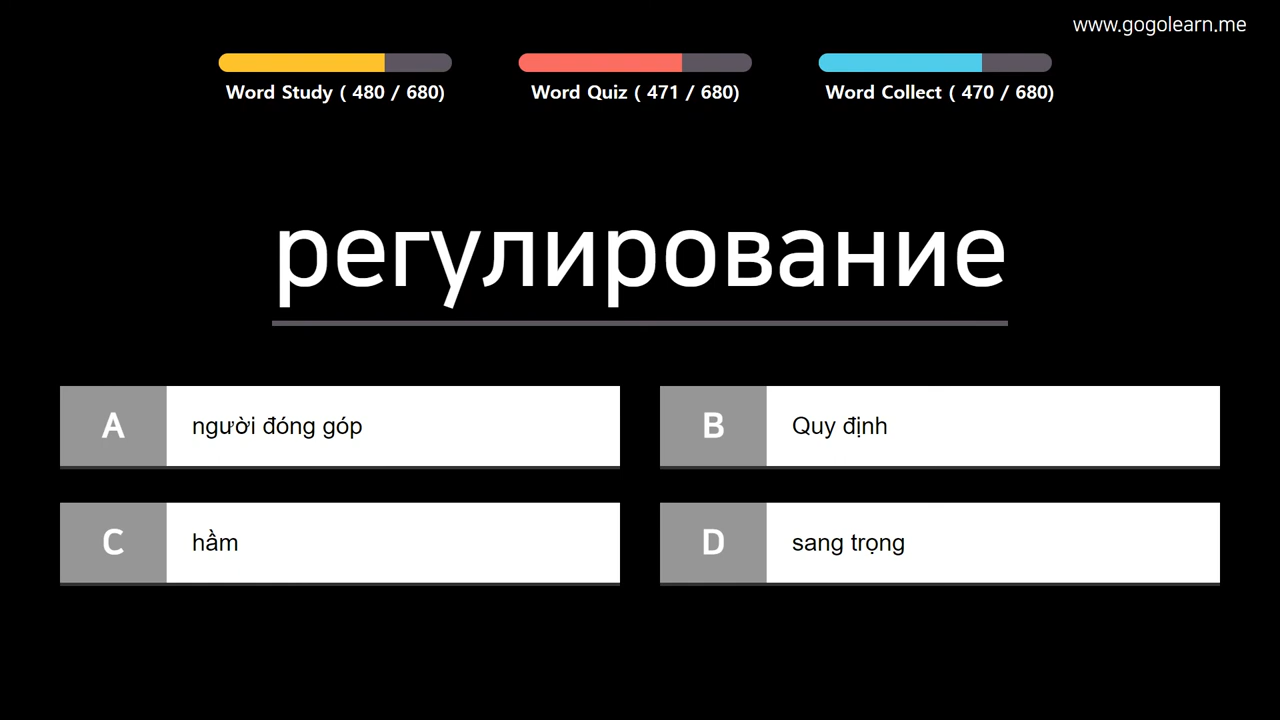 www.gogolearn.me
Word Study ( 480 / 680)
Word Quiz ( 471 / 680)
Word Collect ( 470 / 680)
регулирование
A người đóng góp
B Quy định
C hầm
D sang trọng